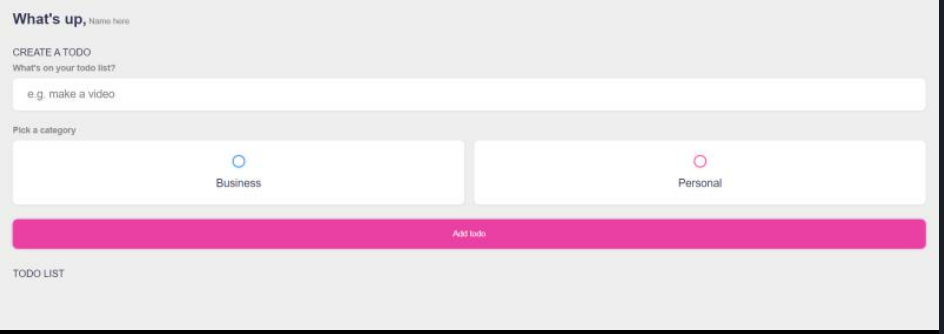 What's up, Name here
CREATE A TODO
What's on your todo list?
e.g. make a video
Pick a category
Business
Personal
Add todo
TODO LIST